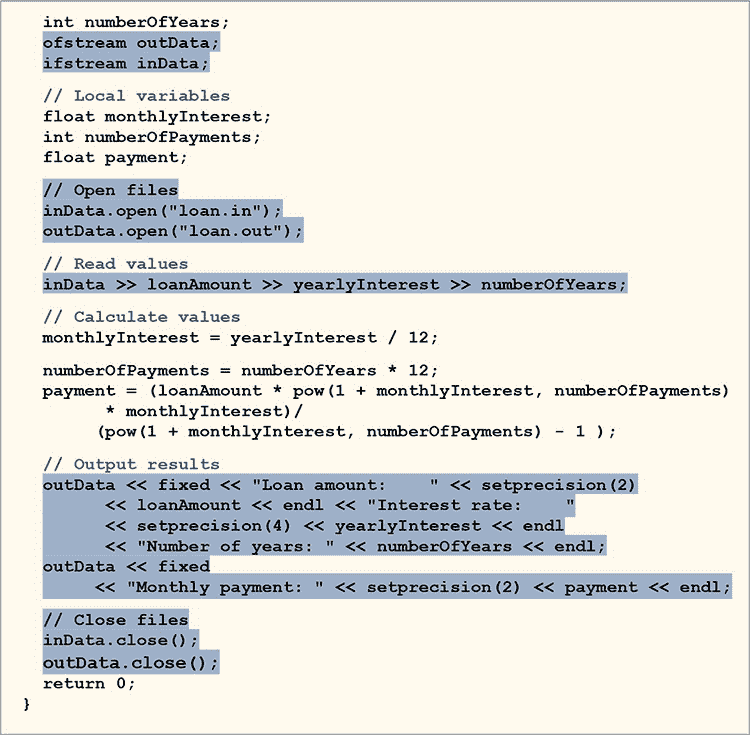 int numberOfYears;
ofstream outData;
ifstream inData;
// Local variables
float monthlyInterest;
int numberOfPayments;
float payment;
// Open files
inData.open("loan.in");
outData.open("loan.out");
// Read values
inData >> loanAmount >> yearlyInterest >> numberOfYears;
// Calculate values
monthlyInterest = yearlyInterest / 12;
numberOfPayments = numberOfYears * 12;
payment = (loanAmount * pow(1 + monthlyInterest, numberOfPayments)
* monthlyInterest)/
(pow(1 + monthlyInterest, numberOfPayments) - 1 );
// Output results
outData << fixed << "Loan amount:    " << setprecision(2)
<< loanAmount << endl << "Interest rate:    "
<< setprecision(4) << yearlyInterest << endl
<< "Number of years: " << numberOfYears << endl;
outData << fixed
<< "Monthly payment: " << setprecision(2) << payment << endl;
// Close files
inData.close();
outData.close();
return 0;
}